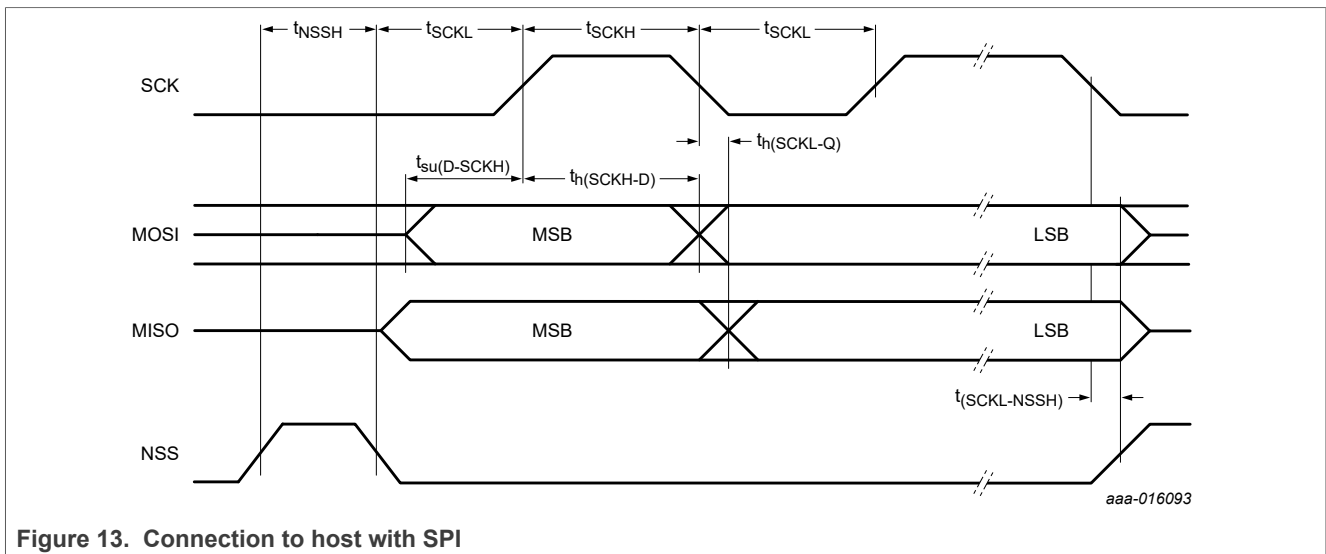 tNSSH tSCKL tSCKH tSCKL
SCK
th(SCKL-Q)
tsu(D-SCKH)
th(SCKH-D)
MOSI MSB LSB
MISO MSB LSB
t(SCKL-NSSH)
NSS
aaa-016093
Figure 13. Connection to host with SPI